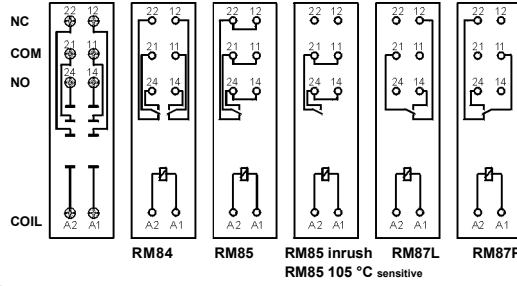 NC 22 12 22 12 22 12 22 12 22 12 22 12
COM 21 11 21 11 21 11 21 11 21 11 21 11
NO 24 14 24 14 24 14 24 14 24 14 24 14
COIL A2 A1 A2 A1 A2 A1 A2 A1 A2 A1 A2 A1
RM84 RM85 RM85 inrush RM87L RM87P
RM85 105 °C sensitive